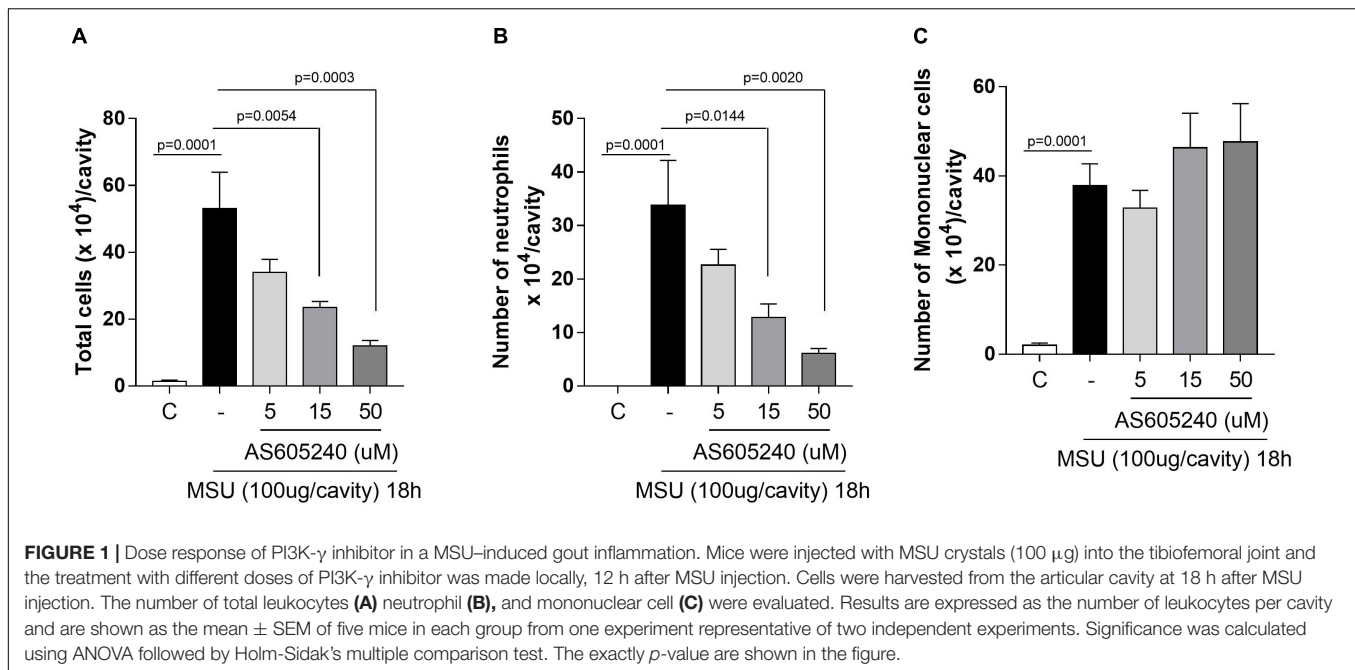 A
p=0.0003
p=0.0054
p=0.0001
Total cells (x 10⁴)/cavity
80
60
40
20
0
C - 5 15 50
AS605240 (uM)
MSU (100ug/cavity) 18h
B
p=0.0020
p=0.0144
p=0.0001
Number of neutrophils
x 10⁴/cavity
50
40
30
20
10
0
C - 5 15 50
AS605240 (uM)
MSU (100ug/cavity) 18h
C
p=0.0001
Number of Mononuclear cells
(x 10⁴)/cavity
60
40
20
0
C - 5 15 50
AS605240 (uM)
MSU (100ug/cavity) 18h
FIGURE 1 | Dose response of PI3K-γ inhibitor in a MSU–induced gout inflammation. Mice were injected with MSU crystals (100 μg) into the tibiofemoral joint and
the treatment with different doses of PI3K-γ inhibitor was made locally, 12 h after MSU injection. Cells were harvested from the articular cavity at 18 h after MSU
injection. The number of total leukocytes (A) neutrophil (B), and mononuclear cell (C) were evaluated. Results are expressed as the number of leukocytes per cavity
and are shown as the mean ± SEM of five mice in each group from one experiment representative of two independent experiments. Significance was calculated
using ANOVA followed by Holm-Sidak's multiple comparison test. The exactly p-value are shown in the figure.